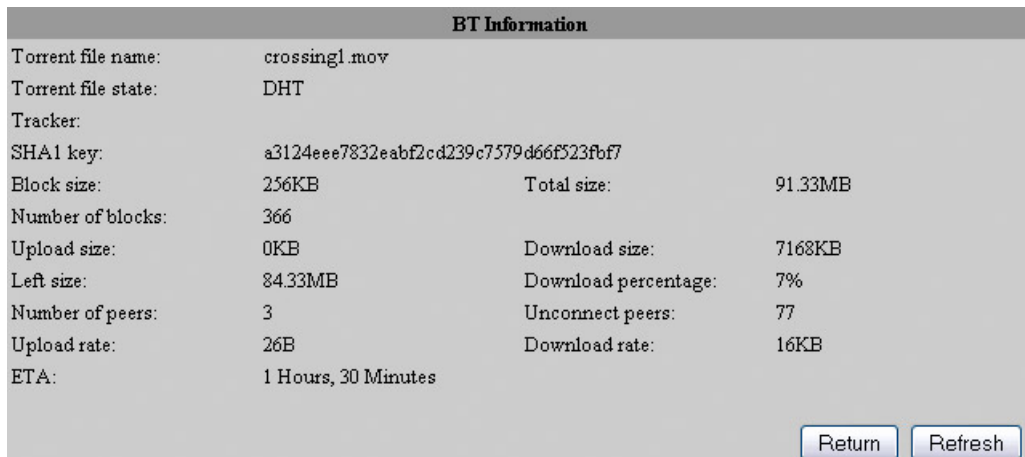 BT Information
Torrent file name: crossing1.mov
Torrent file state: DHT
Tracker:
SHA1 key: a3124eee7832eabf2cd239c7579d66f523fbf7
Block size: 256KB Total size: 91.33MB
Number of blocks: 366
Upload size: 0KB Download size: 7168KB
Left size: 84.33MB Download percentage: 7%
Number of peers: 3 Unconnect peers: 77
Upload rate: 26B Download rate: 16KB
ETA: 1 Hours, 30 Minutes
Return Refresh